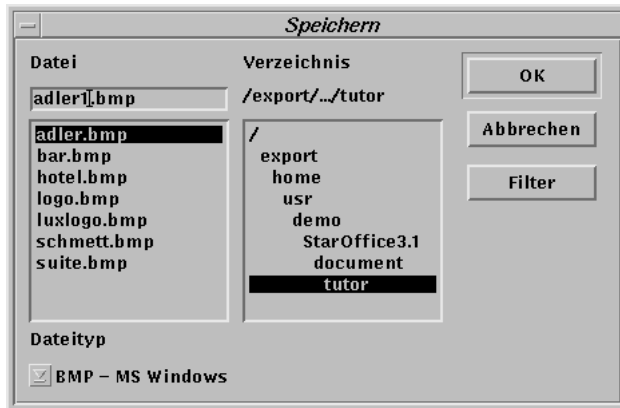 Speichern
Datei
adler1.bmp
adler.bmp
bar.bmp
hotel.bmp
logo.bmp
luxlogo.bmp
schmett.bmp
suite.bmp
Dateityp
BMP – MS Windows
Verzeichnis
/export/.../tutor
/
export
home
usr
demo
StarOffice3.1
document
tutor
OK
Abbrechen
Filter